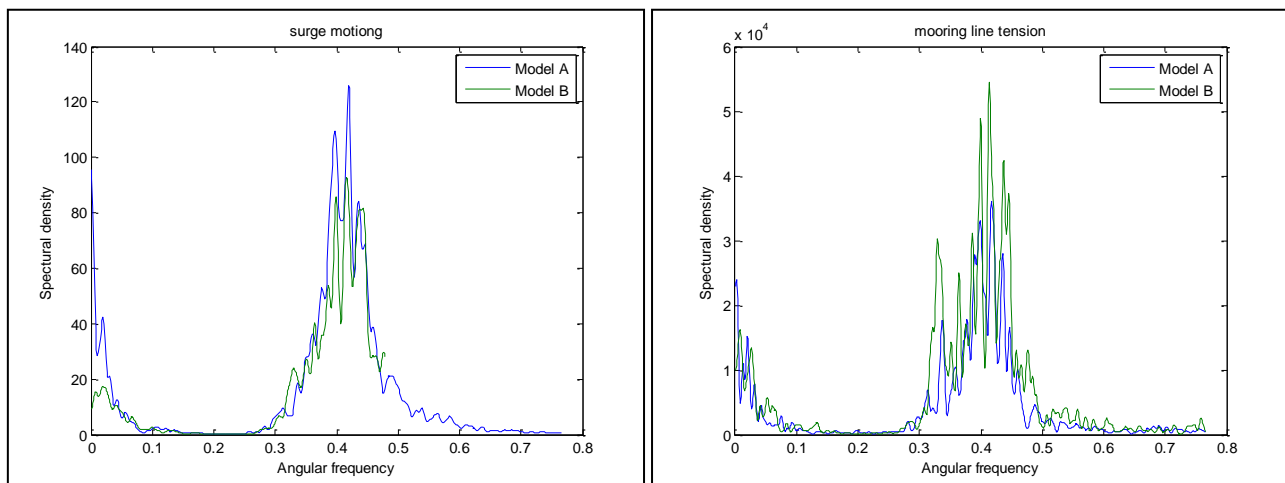 surge motiong
140
120
100
80
60
40
20
0
Spectural density
Model A
Model B
0 0.1 0.2 0.3 0.4 0.5 0.6 0.7 0.8
Angular frequency
mooring line tension
x 10^4
6
5
4
3
2
1
0
Spectural density
Model A
Model B
0 0.1 0.2 0.3 0.4 0.5 0.6 0.7 0.8
Angular frequency